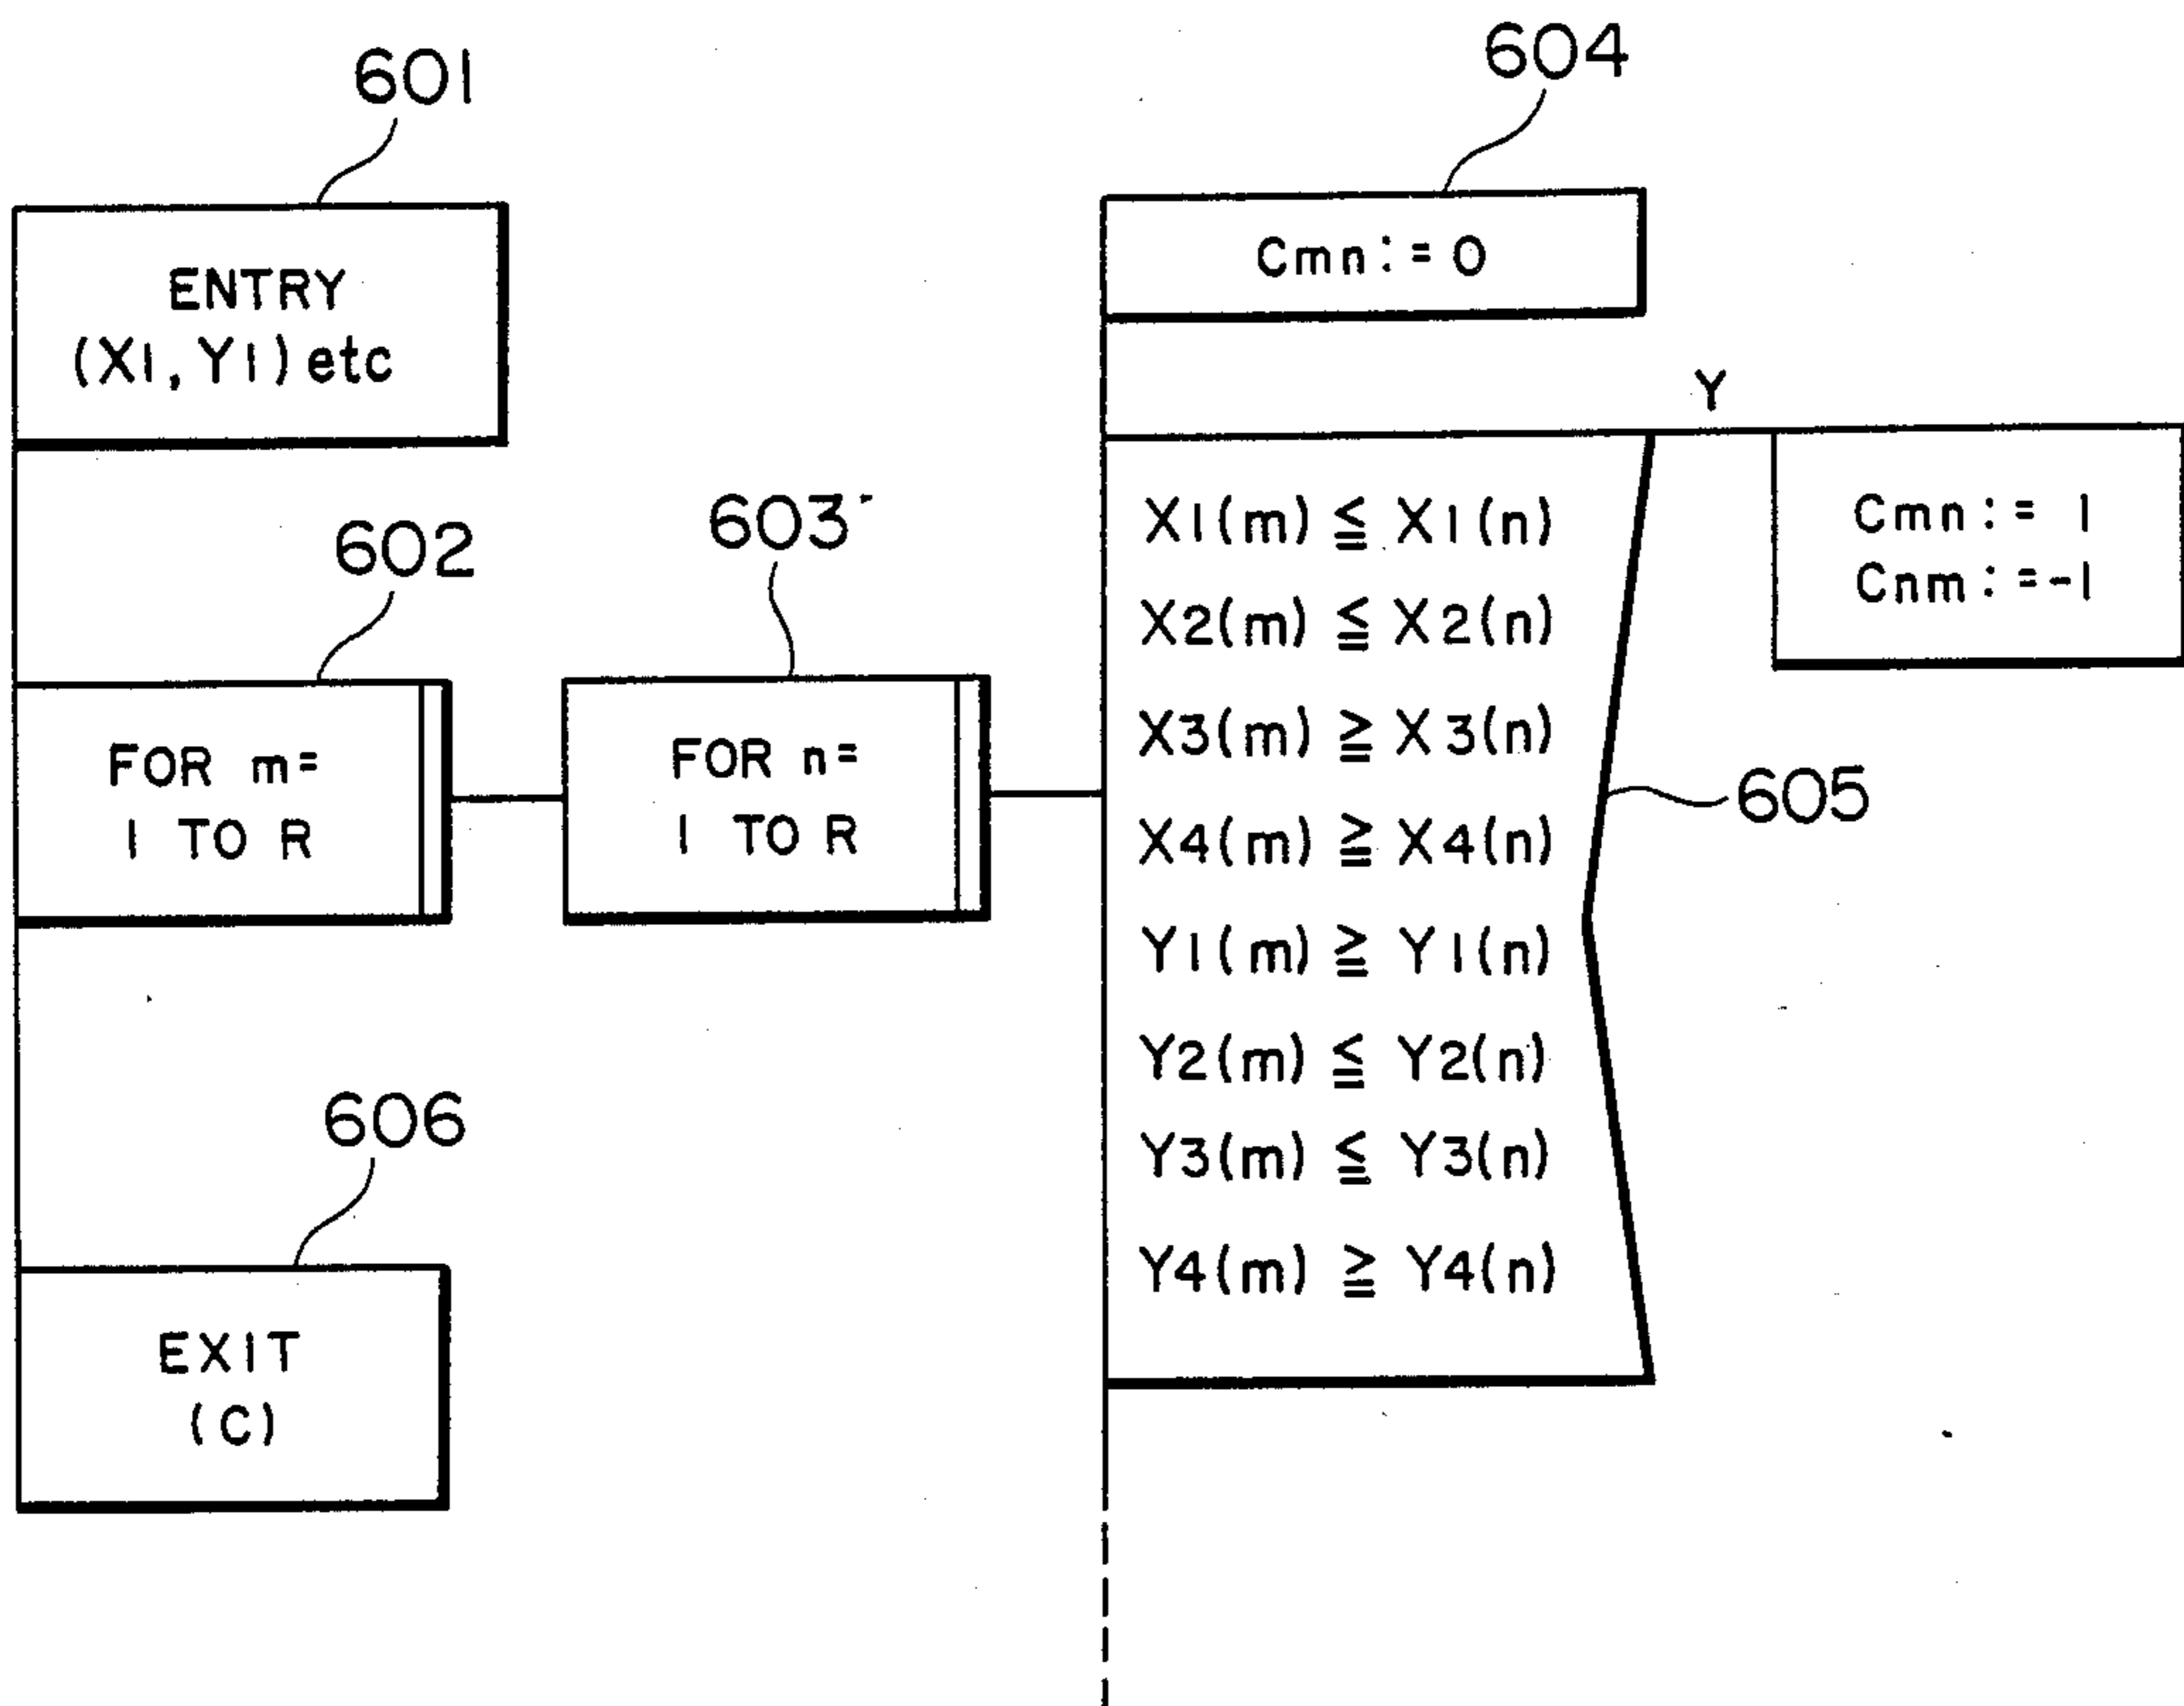 601
ENTRY
(X1, Y1) etc
602
FOR m=
1 TO R
603
FOR n=
1 TO R
604
Cmn := 0
Y
X1(m) ≦ X1(n)
X2(m) ≦ X2(n)
X3(m) ≧ X3(n)
X4(m) ≧ X4(n)
Y1(m) ≧ Y1(n)
Y2(m) ≦ Y2(n)
Y3(m) ≦ Y3(n)
Y4(m) ≧ Y4(n)
605
Cmn := 1
Cnm := -1
606
EXIT
(C)